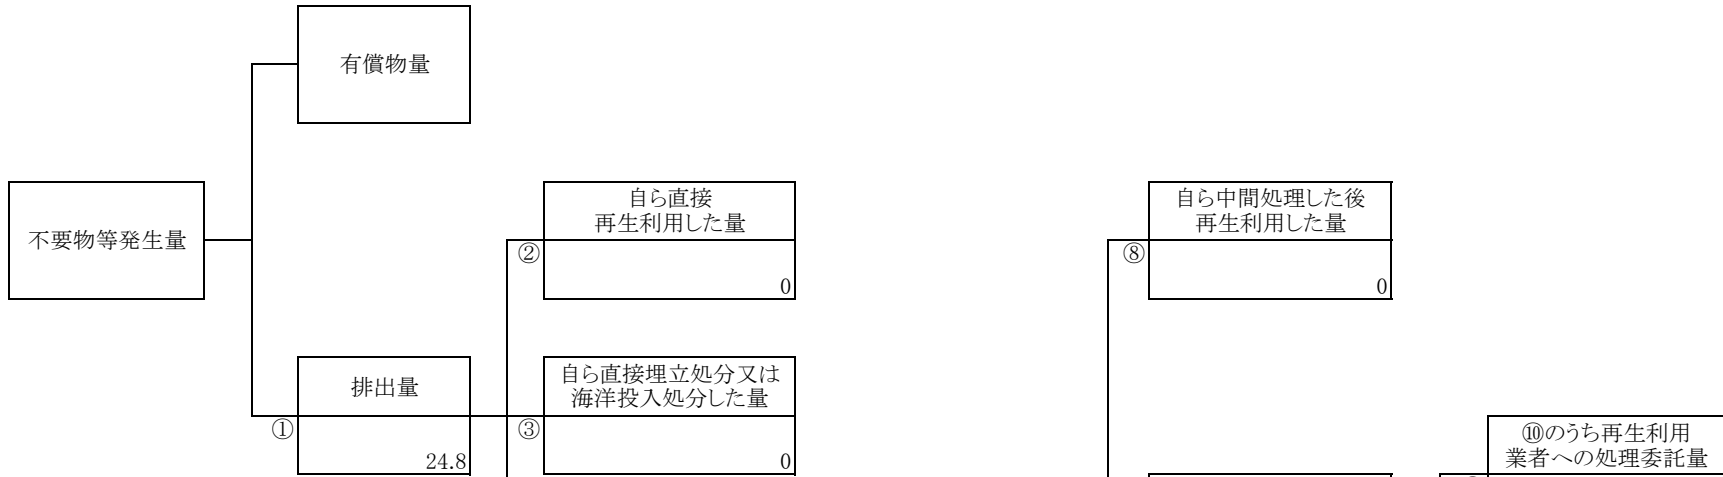 有償物量
不要物等発生量
自ら直接
再生利用した量
②
0
自ら中間処理した後
再生利用した量
⑧
0
排出量
①
24.8
自ら直接埋立処分又は
海洋投入処分した量
③
0
⑩のうち再生利用
業者への処理委託量